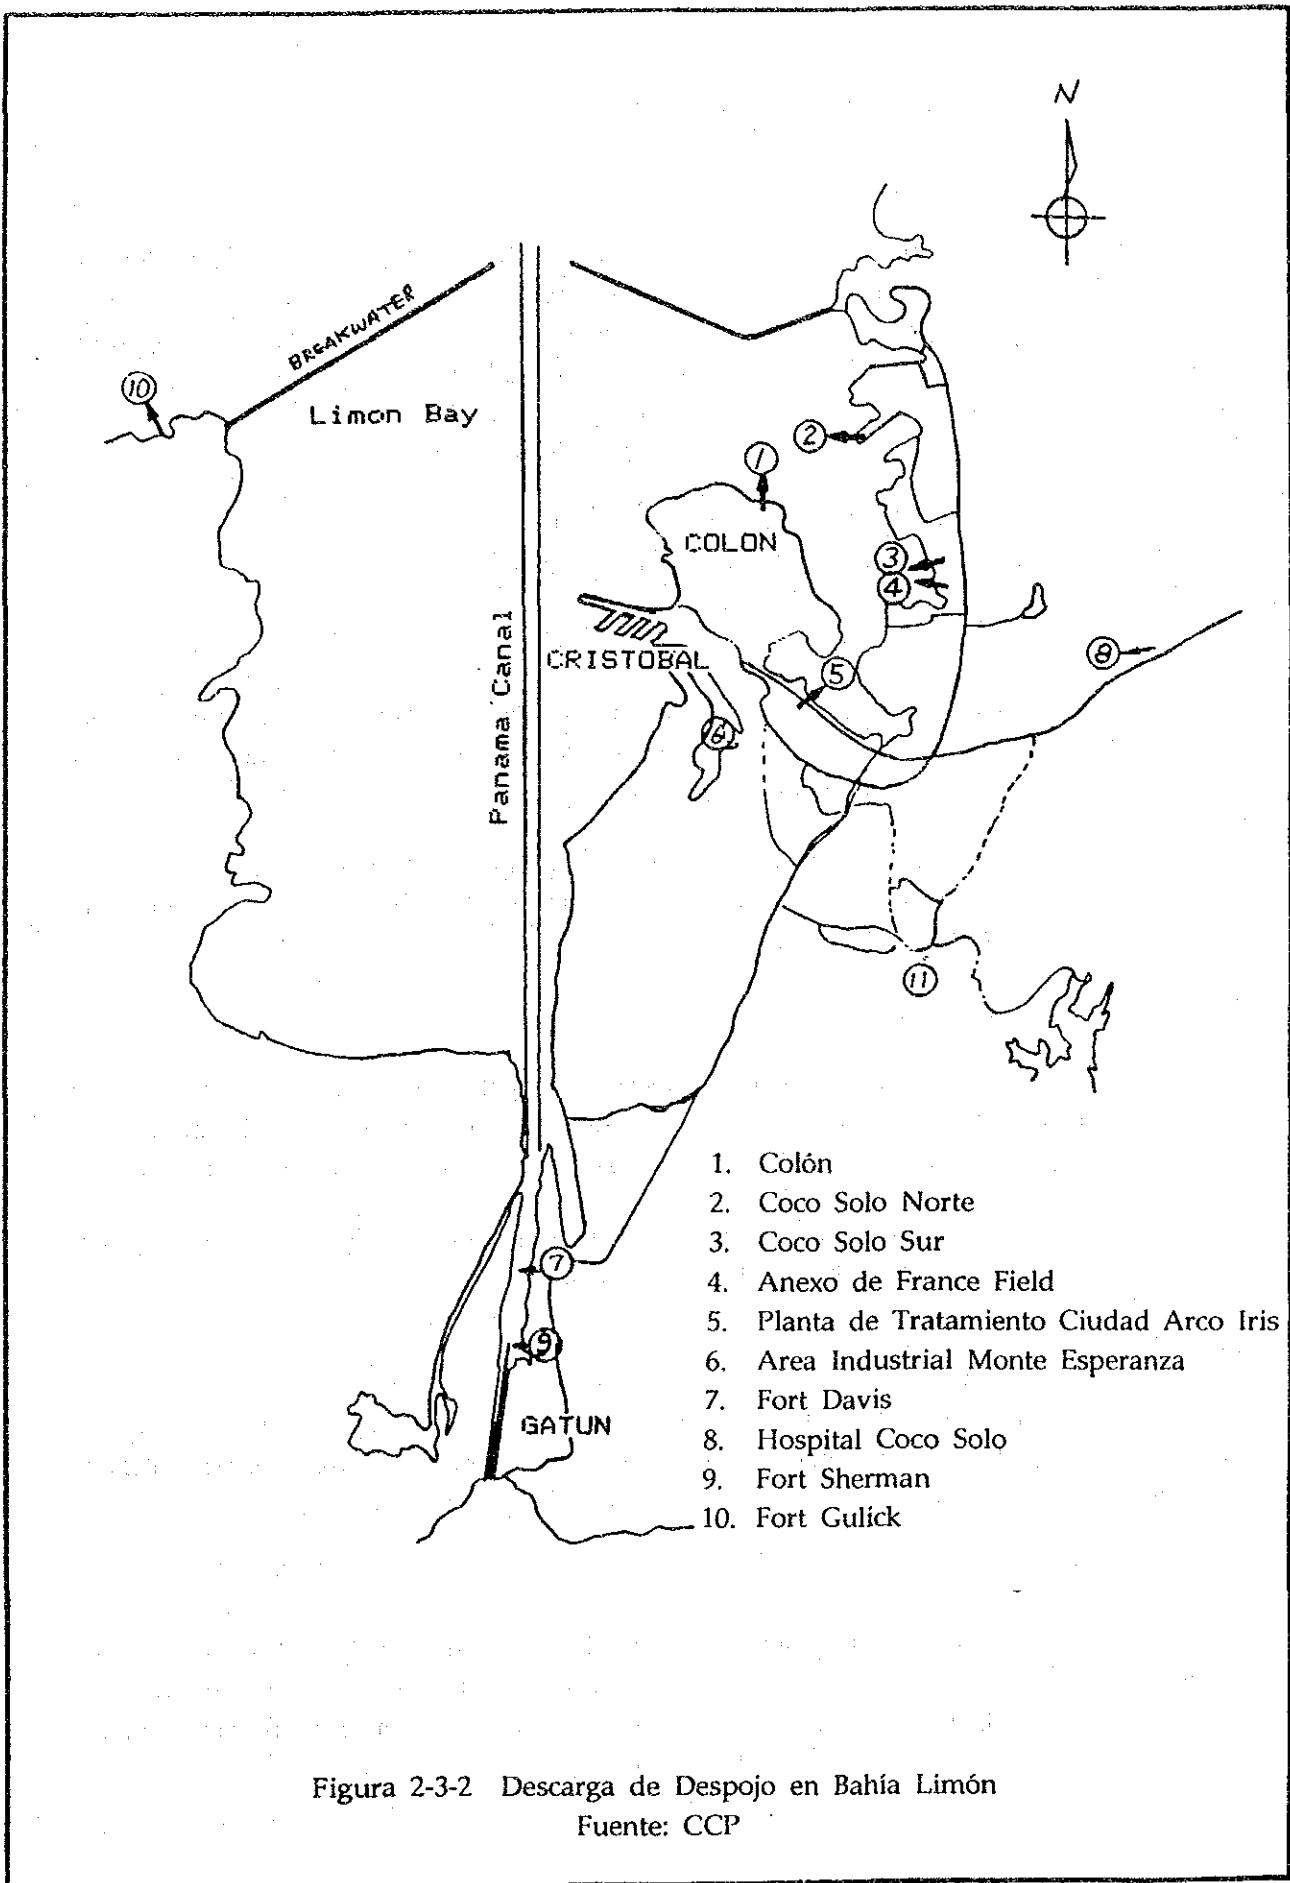 N
BREAKWATER
10
Limon Bay
2
1
COLON
3
4
Panama Canal
CRISTOBAL
8
5
6
11
7
9
GATUN
1. Colón
2. Coco Solo Norte
3. Coco Solo Sur
4. Anexo de France Field
5. Planta de Tratamiento Ciudad Arco Iris
6. Area Industrial Monte Esperanza
7. Fort Davis
8. Hospital Coco Solo
9. Fort Sherman
10. Fort Gulick
Figura 2-3-2 Descarga de Despojo en Bahía Limón
Fuente: CCP